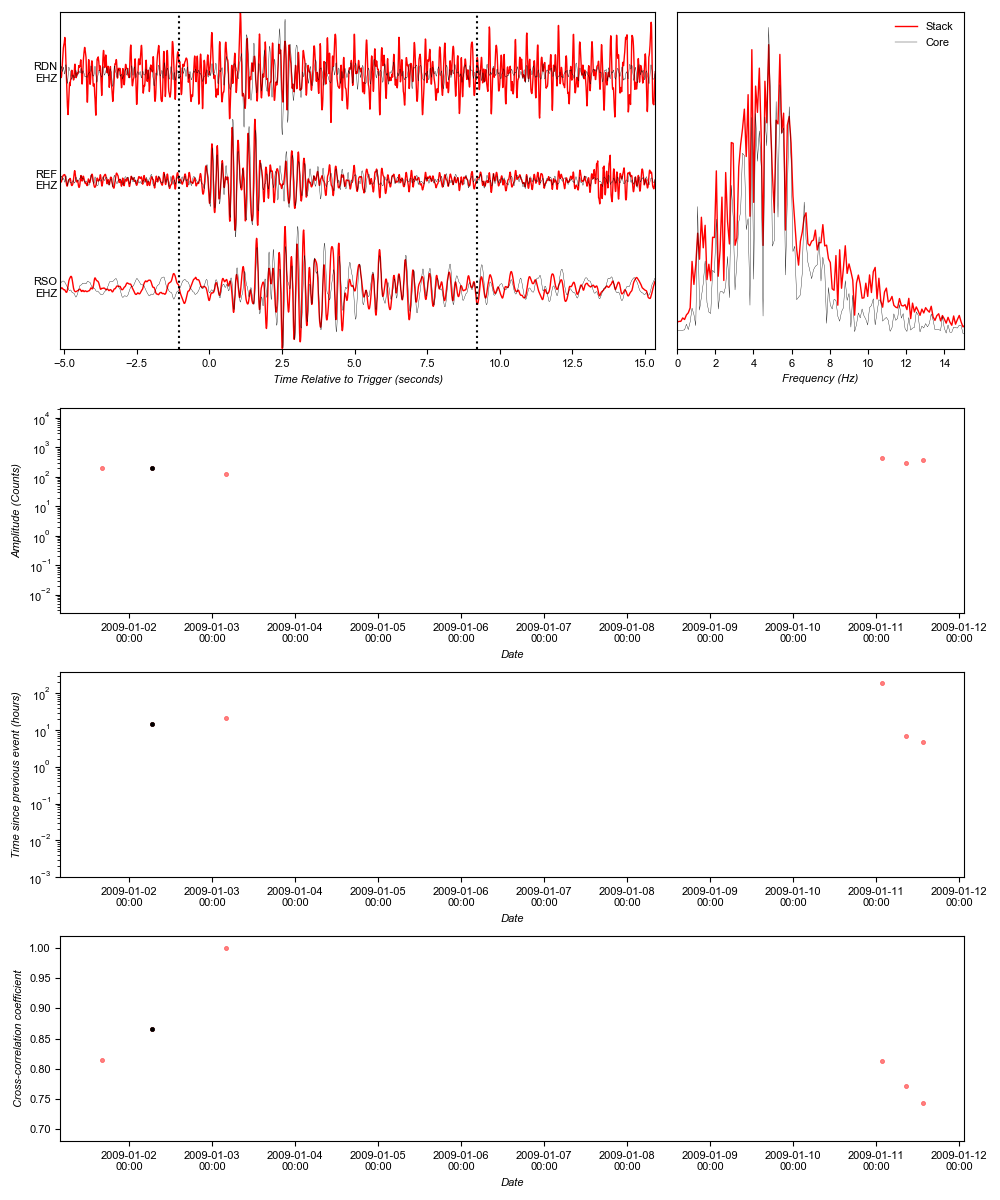 RDN
EHZ
REF
EHZ
RSO
EHZ
−5.0 −2.5 0.0 2.5 5.0 7.5 10.0 12.5 15.0
Time Relative to Trigger (seconds)
Stack
Core
0 2 4 6 8 10 12 14
Frequency (Hz)
10⁴
10³
10²
10¹
10⁰
10⁻¹
10⁻²
Amplitude (Counts)
2009-01-02 2009-01-03 2009-01-04 2009-01-05 2009-01-06 2009-01-07 2009-01-08 2009-01-09 2009-01-10 2009-01-11 2009-01-12
00:00 00:00 00:00 00:00 00:00 00:00 00:00 00:00 00:00 00:00 00:00
Date
10²
10¹
10⁰
10⁻¹
10⁻²
10⁻³
Time since previous event (hours)
2009-01-02 2009-01-03 2009-01-04 2009-01-05 2009-01-06 2009-01-07 2009-01-08 2009-01-09 2009-01-10 2009-01-11 2009-01-12
00:00 00:00 00:00 00:00 00:00 00:00 00:00 00:00 00:00 00:00 00:00
Date
1.00
0.95
0.90
0.85
0.80
0.75
0.70
Cross-correlation coefficient
2009-01-02 2009-01-03 2009-01-04 2009-01-05 2009-01-06 2009-01-07 2009-01-08 2009-01-09 2009-01-10 2009-01-11 2009-01-12
00:00 00:00 00:00 00:00 00:00 00:00 00:00 00:00 00:00 00:00 00:00
Date